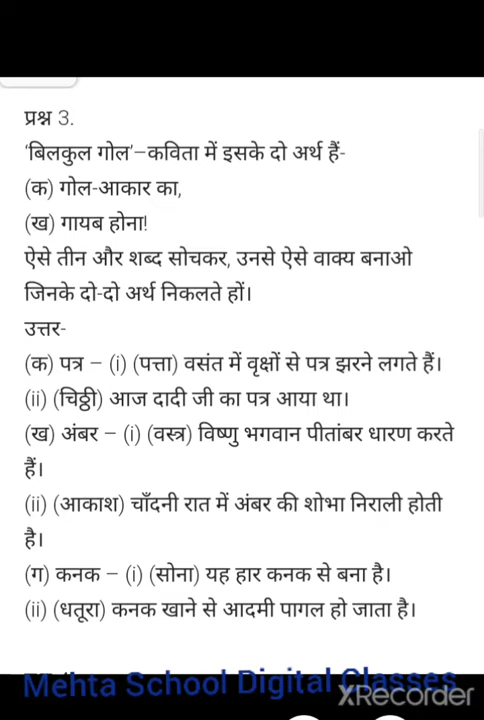 प्रश्न 3.
'बिलकुल गोल'–कविता में इसके दो अर्थ हैं-
(क) गोल-आकार का,
(ख) गायब होना!
ऐसे तीन और शब्द सोचकर, उनसे ऐसे वाक्य बनाओ
जिनके दो-दो अर्थ निकलते हों।
उत्तर-
(क) पत्र – (i) (पत्ता) वसंत में वृक्षों से पत्र झरने लगते हैं।
(ii) (चिठ्ठी) आज दादी जी का पत्र आया था।
(ख) अंबर – (i) (वस्त्र) विष्णु भगवान पीतांबर धारण करते
हैं।
(ii) (आकाश) चाँदनी रात में अंबर की शोभा निराली होती
है।
(ग) कनक – (i) (सोना) यह हार कनक से बना है।
(ii) (धतूरा) कनक खाने से आदमी पागल हो जाता है।
Mehta School Digital Classes
XRecorder